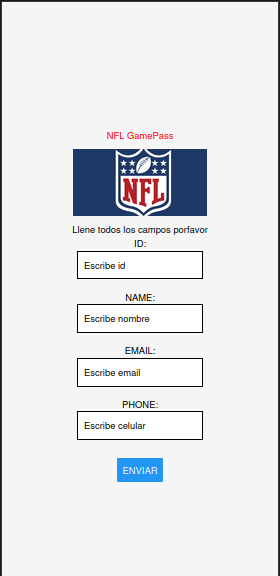 NFL GamePass
NFL
Llene todos los campos porfavor
ID:
Escribe id
NAME:
Escribe nombre
EMAIL:
Escribe email
PHONE:
Escribe celular
ENVIAR